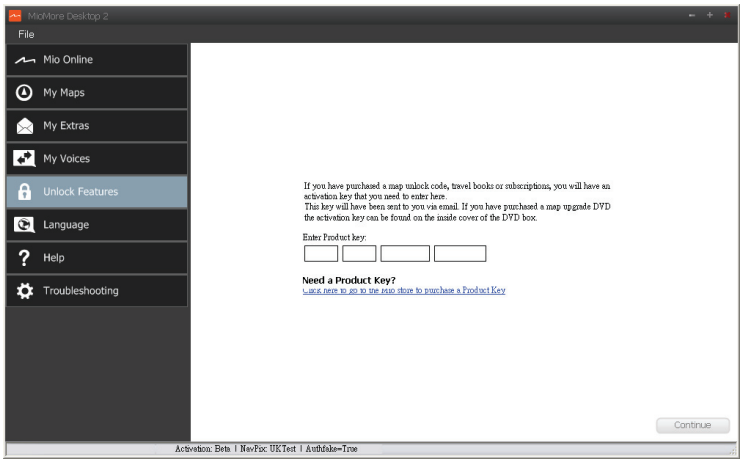 MioMore Desktop 2
File
Mio Online
My Maps
My Extras
My Voices
Unlock Features
Language
Help
Troubleshooting
If you have purchased a map unlock code, travel books or subscriptions, you will have an
activation key that you need to enter here.
This key will have been sent to you via email. If you have purchased a map upgrade DVD
the activation key can be found on the inside cover of the DVD box.
Enter Product key:
Need a Product Key?
Click here to go to the Mio store to purchase a Product Key
Continue
Activation: Beta | NavPix: UKTest | Authfake=True